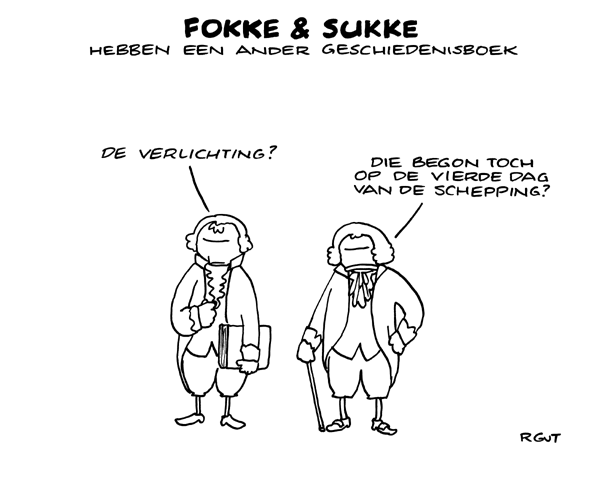 FOKKE & SUKKE
HEBBEN EEN ANDER GESCHIEDENISBOEK
DE VERLICHTING?
DIE BEGON TOCH
OP DE VIERDE DAG
VAN DE SCHEPPING?
RGvT